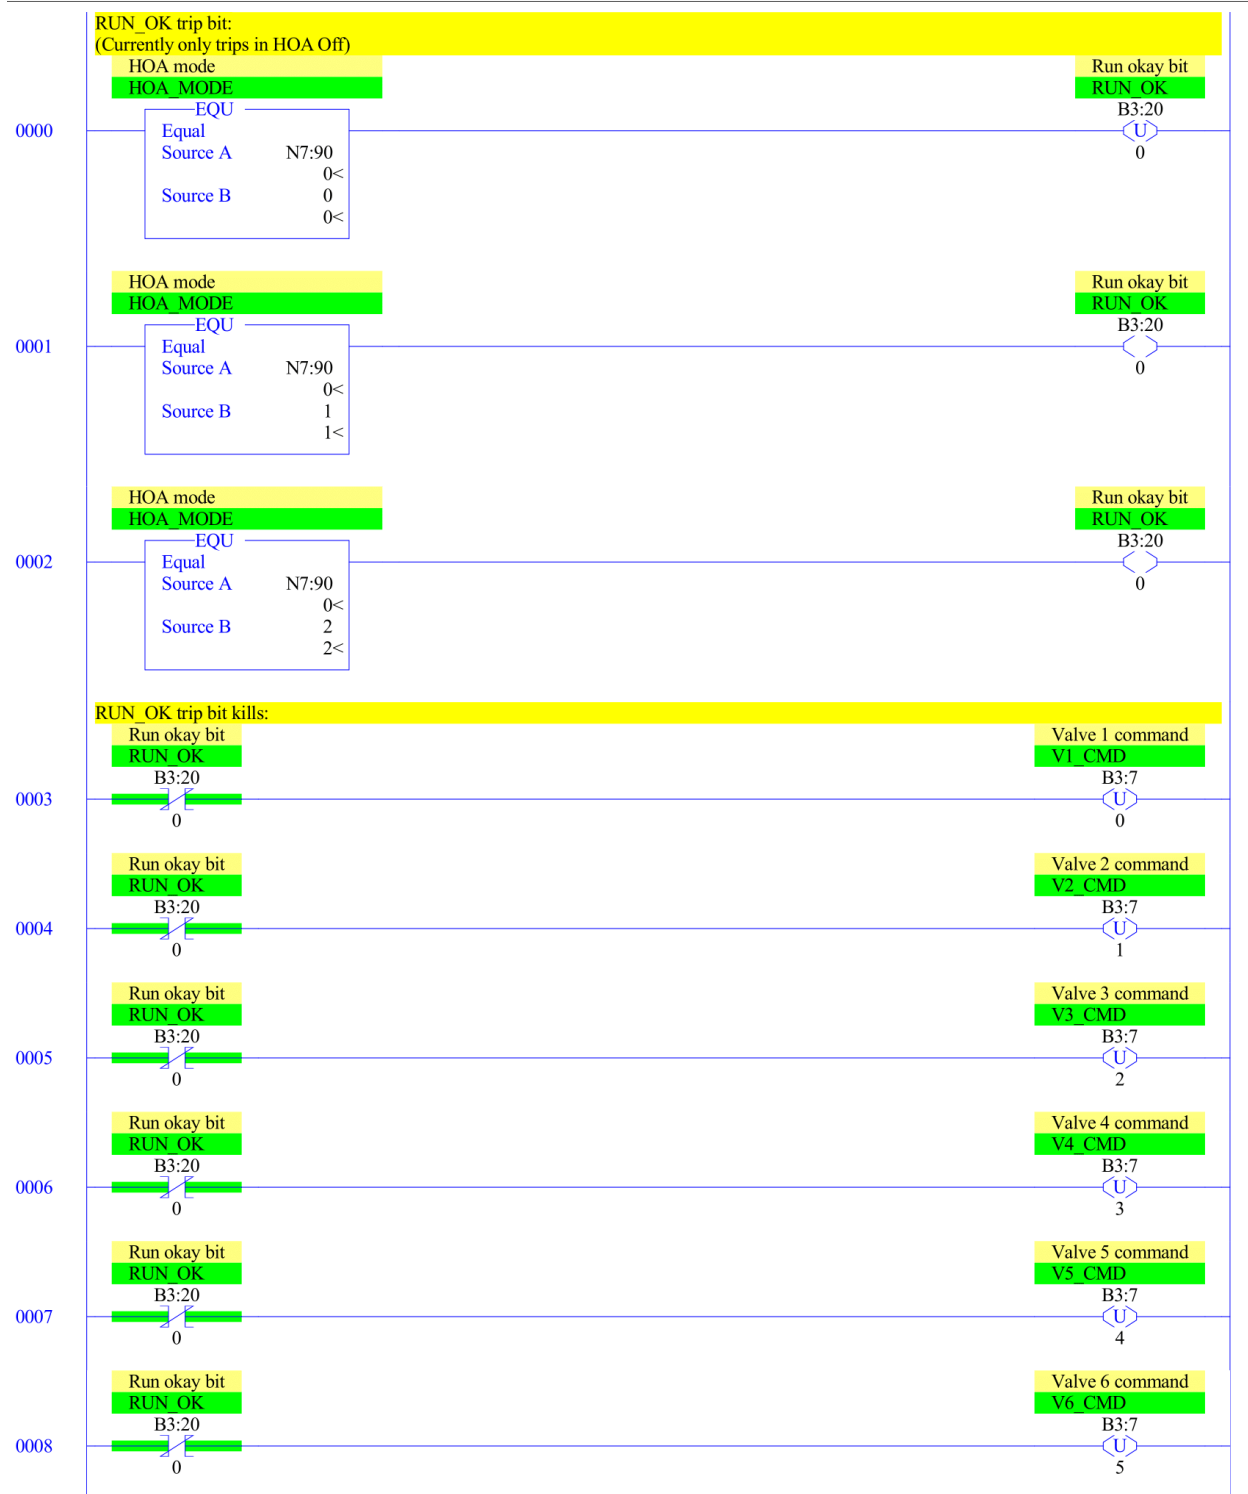 RUN_OK trip bit:
(Currently only trips in HOA Off)
HOA mode
HOA_MODE
EQU
Equal
Source A N7:90
0<
Source B 0
0<
0000
Run okay bit
RUN_OK
B3:20
U
0
HOA mode
HOA_MODE
EQU
Equal
Source A N7:90
0<
Source B 1
1<
0001
Run okay bit
RUN_OK
B3:20
0
HOA mode
HOA_MODE
EQU
Equal
Source A N7:90
0<
Source B 2
2<
0002
Run okay bit
RUN_OK
B3:20
0
RUN_OK trip bit kills:
Run okay bit
RUN_OK
B3:20
0003
0
Valve 1 command
V1_CMD
B3:7
U
0
Run okay bit
RUN_OK
B3:20
0004
0
Valve 2 command
V2_CMD
B3:7
U
1
Run okay bit
RUN_OK
B3:20
0005
0
Valve 3 command
V3_CMD
B3:7
U
2
Run okay bit
RUN_OK
B3:20
0006
0
Valve 4 command
V4_CMD
B3:7
U
3
Run okay bit
RUN_OK
B3:20
0007
0
Valve 5 command
V5_CMD
B3:7
U
4
Run okay bit
RUN_OK
B3:20
0008
0
Valve 6 command
V6_CMD
B3:7
U
5